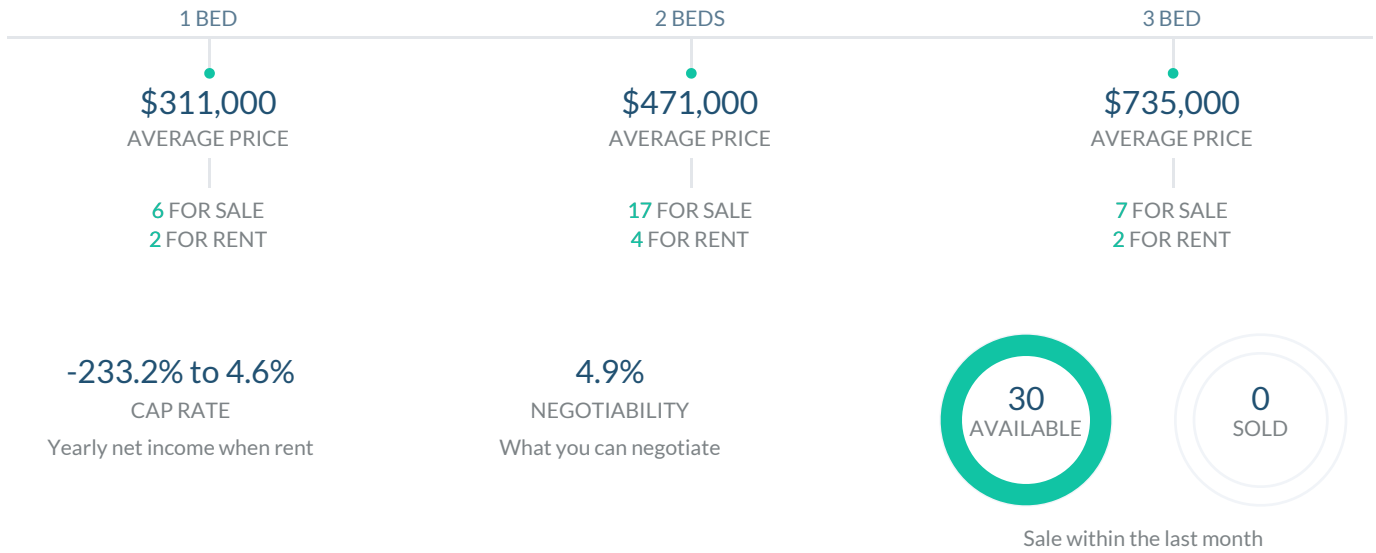 1 BED
$311,000
AVERAGE PRICE
6 FOR SALE
2 FOR RENT
2 BEDS
$471,000
AVERAGE PRICE
17 FOR SALE
4 FOR RENT
3 BED
$735,000
AVERAGE PRICE
7 FOR SALE
2 FOR RENT
-233.2% to 4.6%
CAP RATE
Yearly net income when rent
4.9%
NEGOTIABILITY
What you can negotiate
30
AVAILABLE
0
SOLD
Sale within the last month